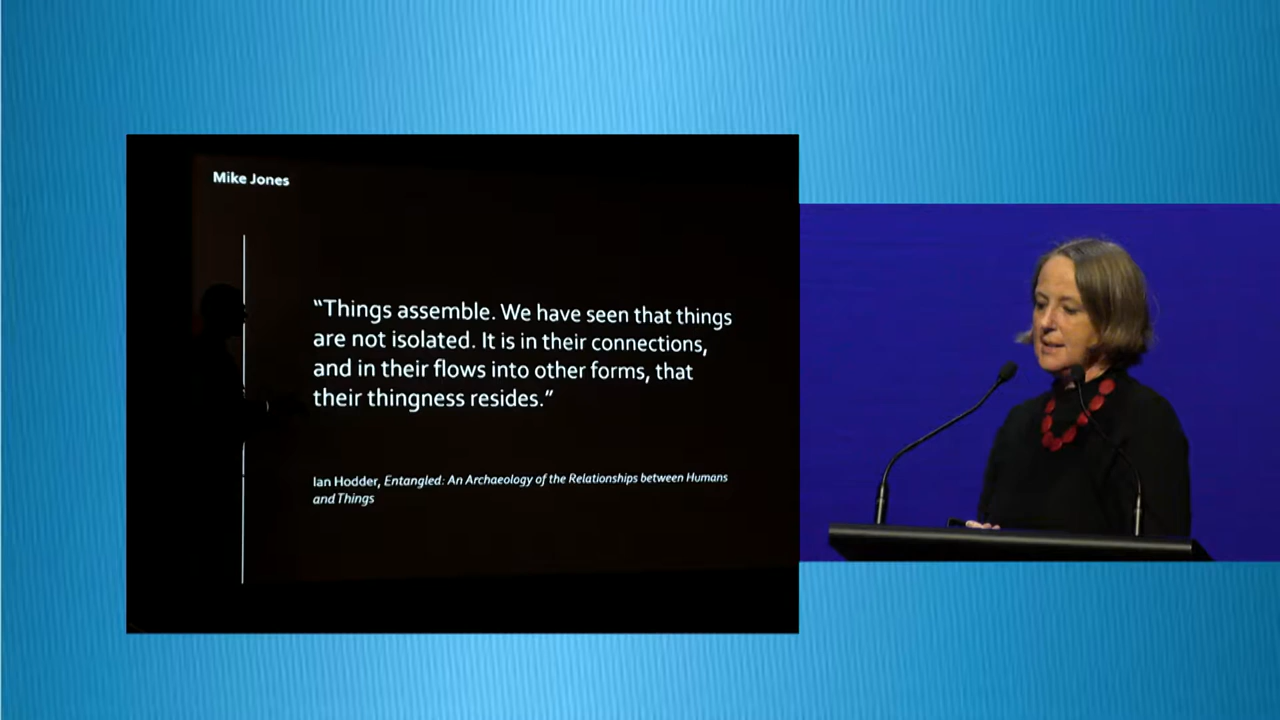 Mike Jones
“Things assemble. We have seen that things
are not isolated. It is in their connections,
and in their flows into other forms, that
their thingness resides.”
Ian Hodder, Entangled: An Archaeology of the Relationships between Humans
and Things